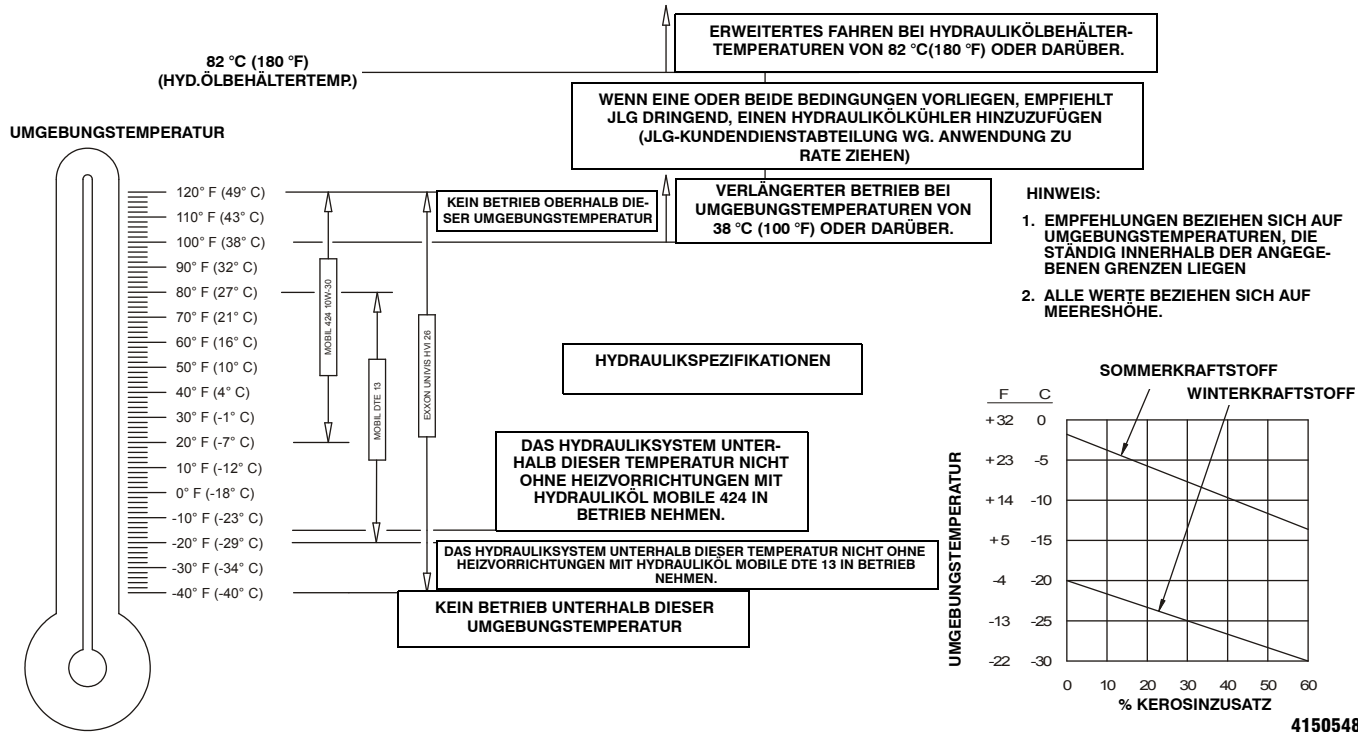 ERWEITERTES FAHREN BEI HYDRAULIKÖLBEHÄLTER-
TEMPERATUREN VON 82 °C(180 °F) ODER DARÜBER.
82 °C (180 °F)
(HYD.ÖLBEHÄLTERTEMP.)
WENN EINE ODER BEIDE BEDINGUNGEN VORLIEGEN, EMPFIEHLT
JLG DRINGEND, EINEN HYDRAULIKÖLKÜHLER HINZUZUFÜGEN
(JLG-KUNDENDIENSTABTEILUNG WG. ANWENDUNG ZU
RATE ZIEHEN)
UMGEBUNGSTEMPERATUR
120° F (49° C)
110° F (43° C)
100° F (38° C)
90° F (32° C)
80° F (27° C)
70° F (21° C)
60° F (16° C)
50° F (10° C)
40° F (4° C)
30° F (-1° C)
20° F (-7° C)
10° F (-12° C)
0° F (-18° C)
-10° F (-23° C)
-20° F (-29° C)
-30° F (-34° C)
-40° F (-40° C)
MOBIL 424 10W-30
MOBIL DTE 13
EXXON UNIVIS HVI 26
KEIN BETRIEB OBERHALB DIE-
SER UMGEBUNGSTEMPERATUR
VERLÄNGERTER BETRIEB BEI
UMGEBUNGSTEMPERATUREN VON
38 °C (100 °F) ODER DARÜBER.
HINWEIS:
1. EMPFEHLUNGEN BEZIEHEN SICH AUF
UMGEBUNGSTEMPERATUREN, DIE
STÄNDIG INNERHALB DER ANGEGE-
BENEN GRENZEN LIEGEN
2. ALLE WERTE BEZIEHEN SICH AUF
MEERESHÖHE.
HYDRAULIKSPEZIFIKATIONEN
DAS HYDRAULIKSYSTEM UNTER-
HALB DIESER TEMPERATUR NICHT
OHNE HEIZVORRICHTUNGEN MIT
HYDRAULIKÖL MOBILE 424 IN
BETRIEB NEHMEN.
DAS HYDRAULIKSYSTEM UNTERHALB DIESER TEMPERATUR NICHT OHNE
HEIZVORRICHTUNGEN MIT HYDRAULIKÖL MOBILE DTE 13 IN BETRIEB
NEHMEN.
KEIN BETRIEB UNTERHALB DIESER
UMGEBUNGSTEMPERATUR
SOMMERKRAFTSTOFF
WINTERKRAFTSTOFF
F C
+32 0
+23 -5
+14 -10
+5 -15
-4 -20
-13 -25
-22 -30
UMGEBUNGSTEMPERATUR
0 10 20 30 40 50 60
% KEROSINZUSATZ
4150548